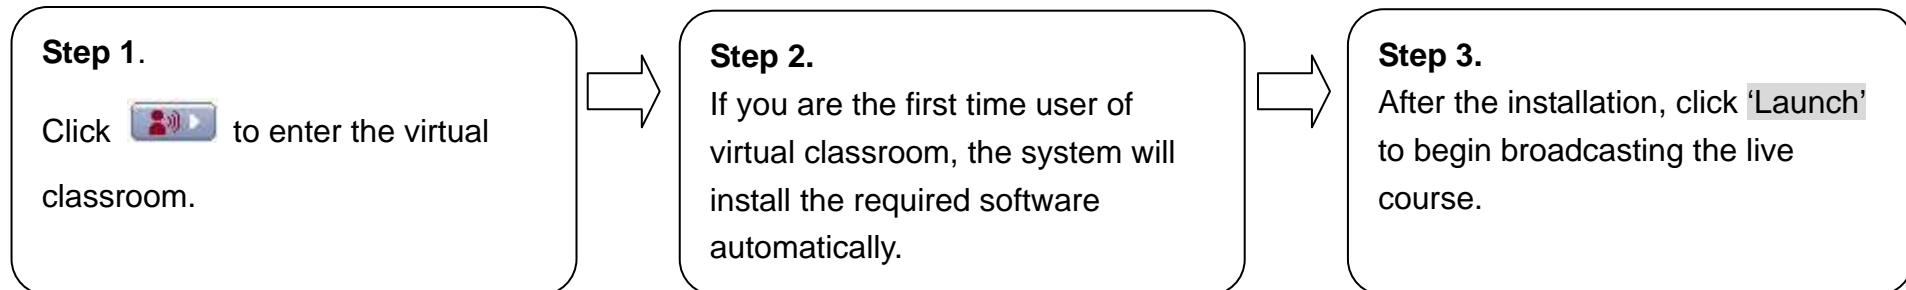 Step 1.
Click to enter the virtual
classroom.
Step 2.
If you are the first time user of
virtual classroom, the system will
install the required software
automatically.
Step 3.
After the installation, click ‘Launch’
to begin broadcasting the live
course.